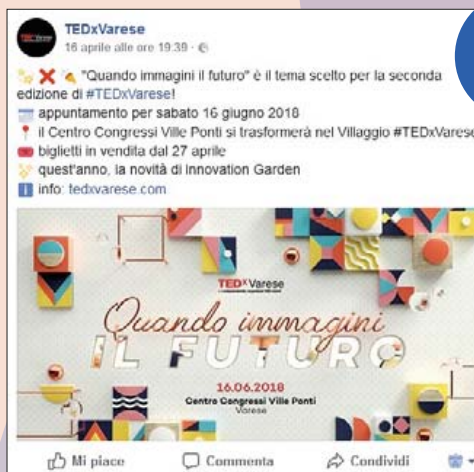 TEDxVarese
16 aprile alle ore 19:39 ·
"Quando immagini il futuro" è il tema scelto per la seconda
edizione di #TEDxVarese!
appuntamento per sabato 16 giugno 2018
il Centro Congressi Ville Ponti si trasformerà nel Villaggio #TEDxVarese
biglietti in vendita dal 27 aprile
quest'anno, la novità di Innovation Garden
info: tedxvarese.com
TEDxVarese
Quando immagini
IL FUTURO
16.06.2018
Centro Congressi Ville Ponti
Varese
Mi piace Commenta Condividi